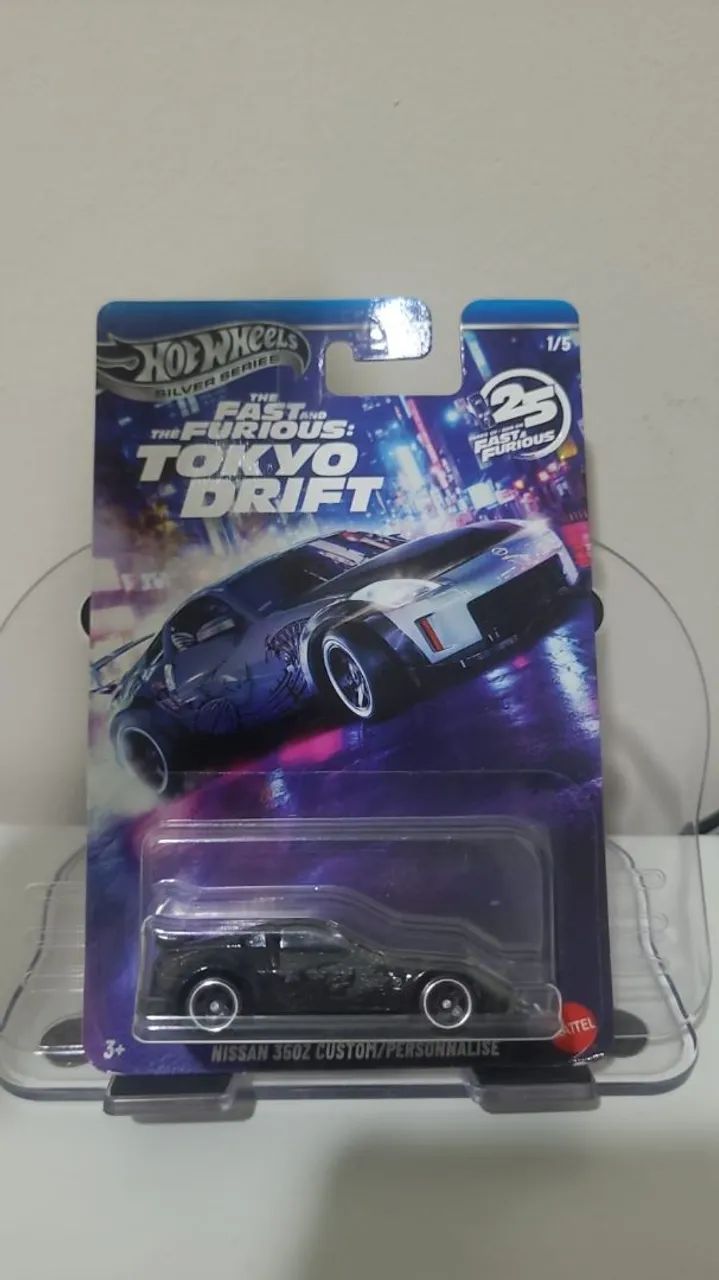 HOT WHEELS
SILVER SERIES
1/5
THE
FAST AND
THE FURIOUS:
TOKYO
DRIFT
25
FAST &
FURIOUS
3+
NISSAN 350Z CUSTOM/PERSONNALISÉ
MATTEL